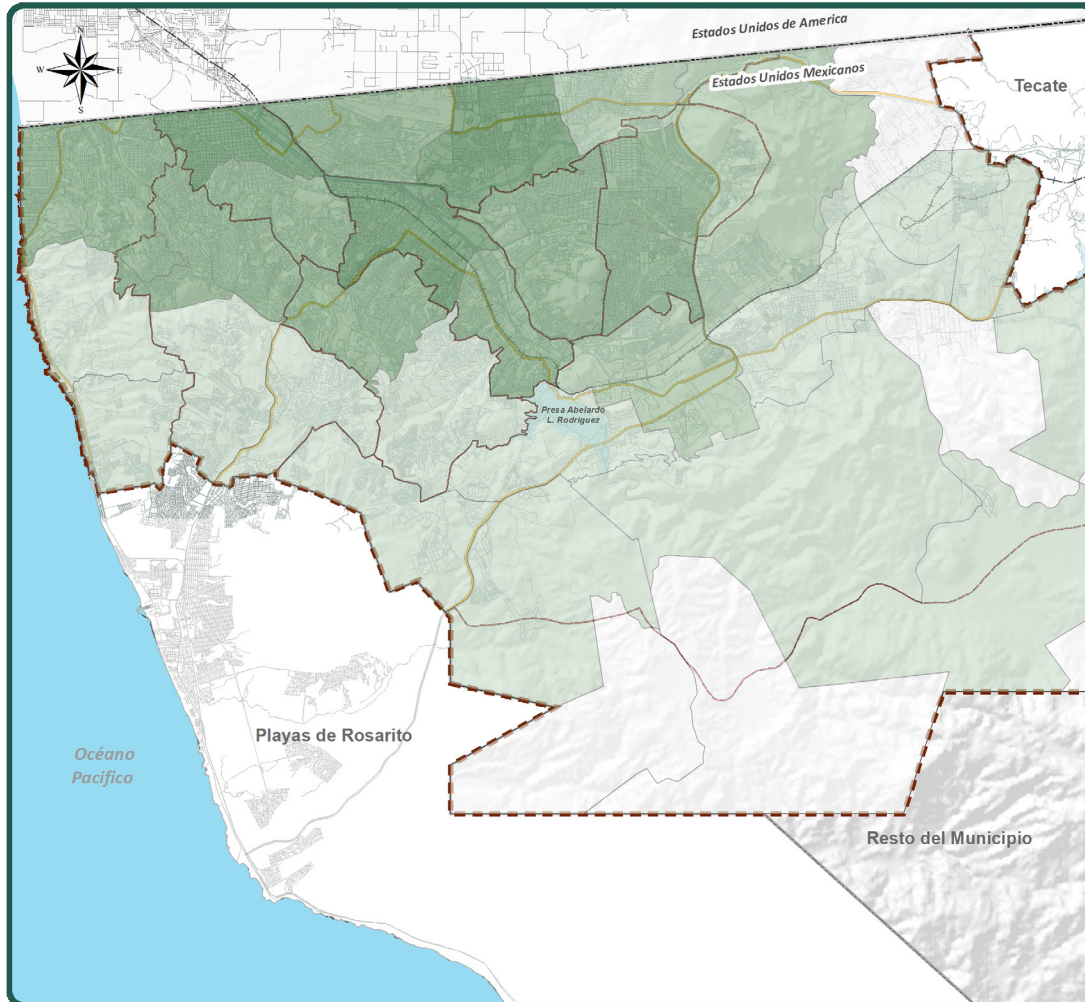 Estados Unidos de America
N
W E
S
Estados Unidos Mexicanos
Tecate
Presa Abelardo
L. Rodriguez
Playas de Rosarito
Océano
Pacifico
Resto del Municipio